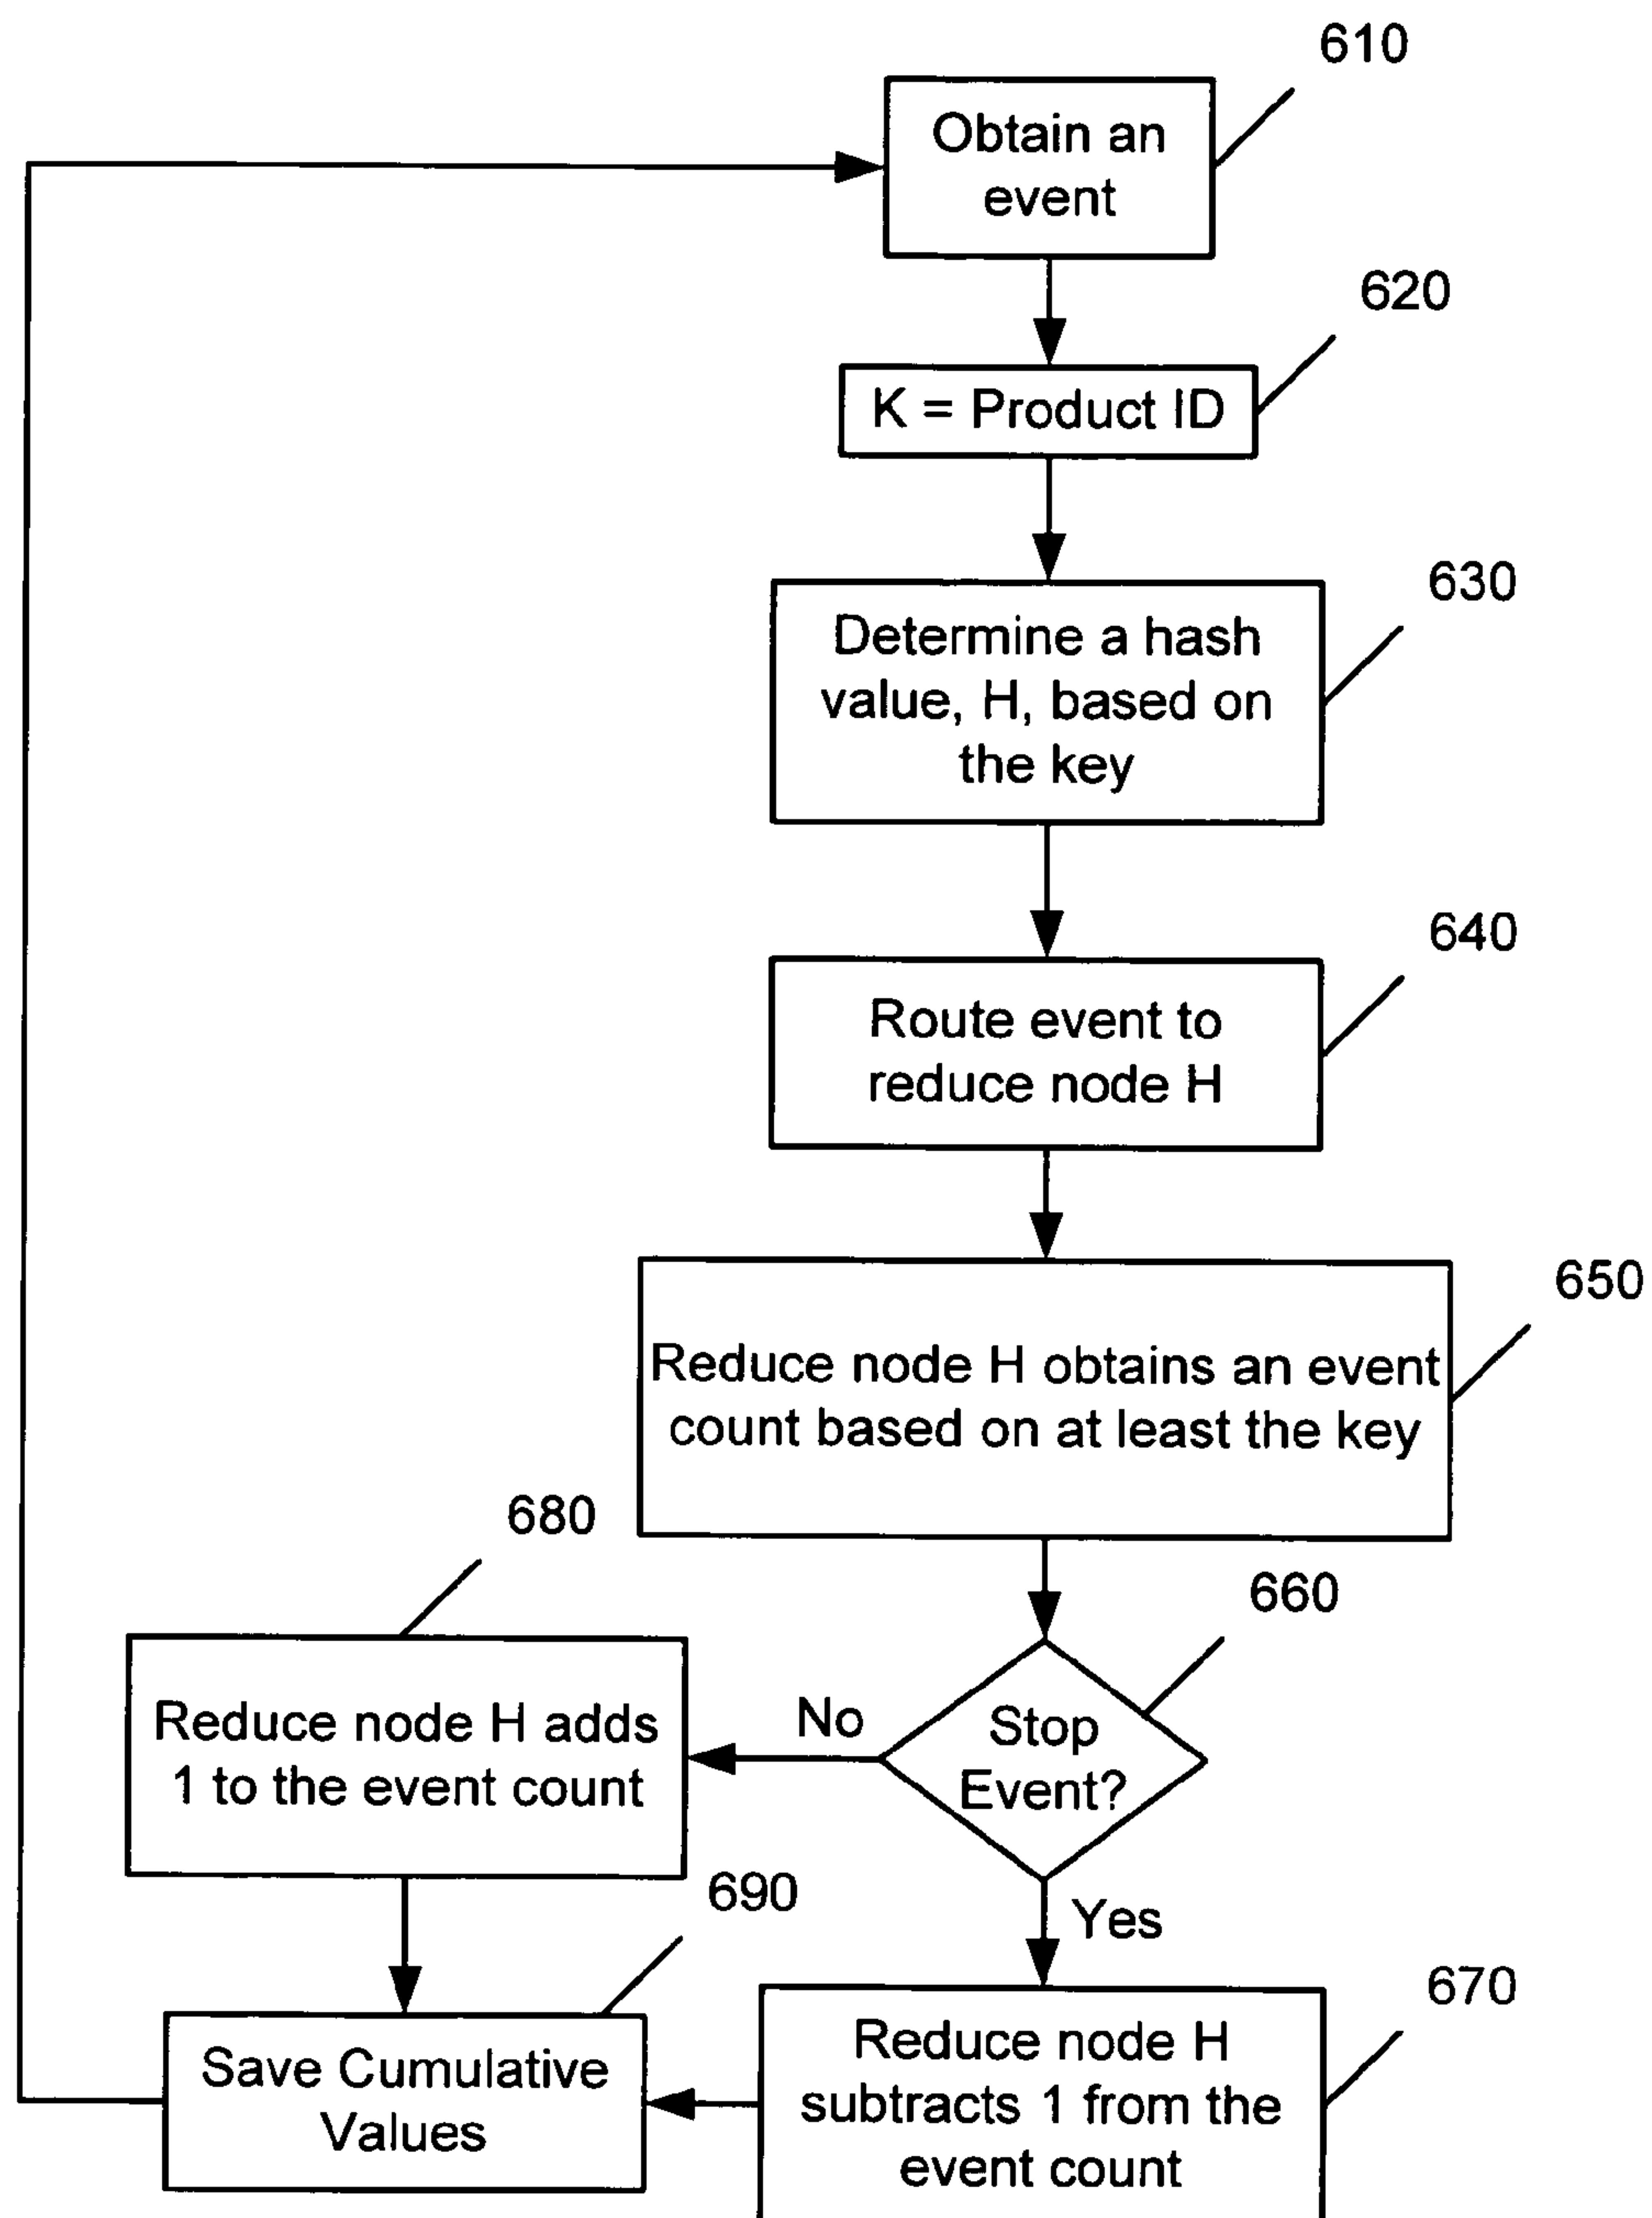 610
Obtain an
event
620
K = Product ID
630
Determine a hash
value, H, based on
the key
640
Route event to
reduce node H
650
Reduce node H obtains an event
count based on at least the key
660
Stop
Event?
No
Yes
680
Reduce node H adds
1 to the event count
690
Save Cumulative
Values
670
Reduce node H
subtracts 1 from the
event count